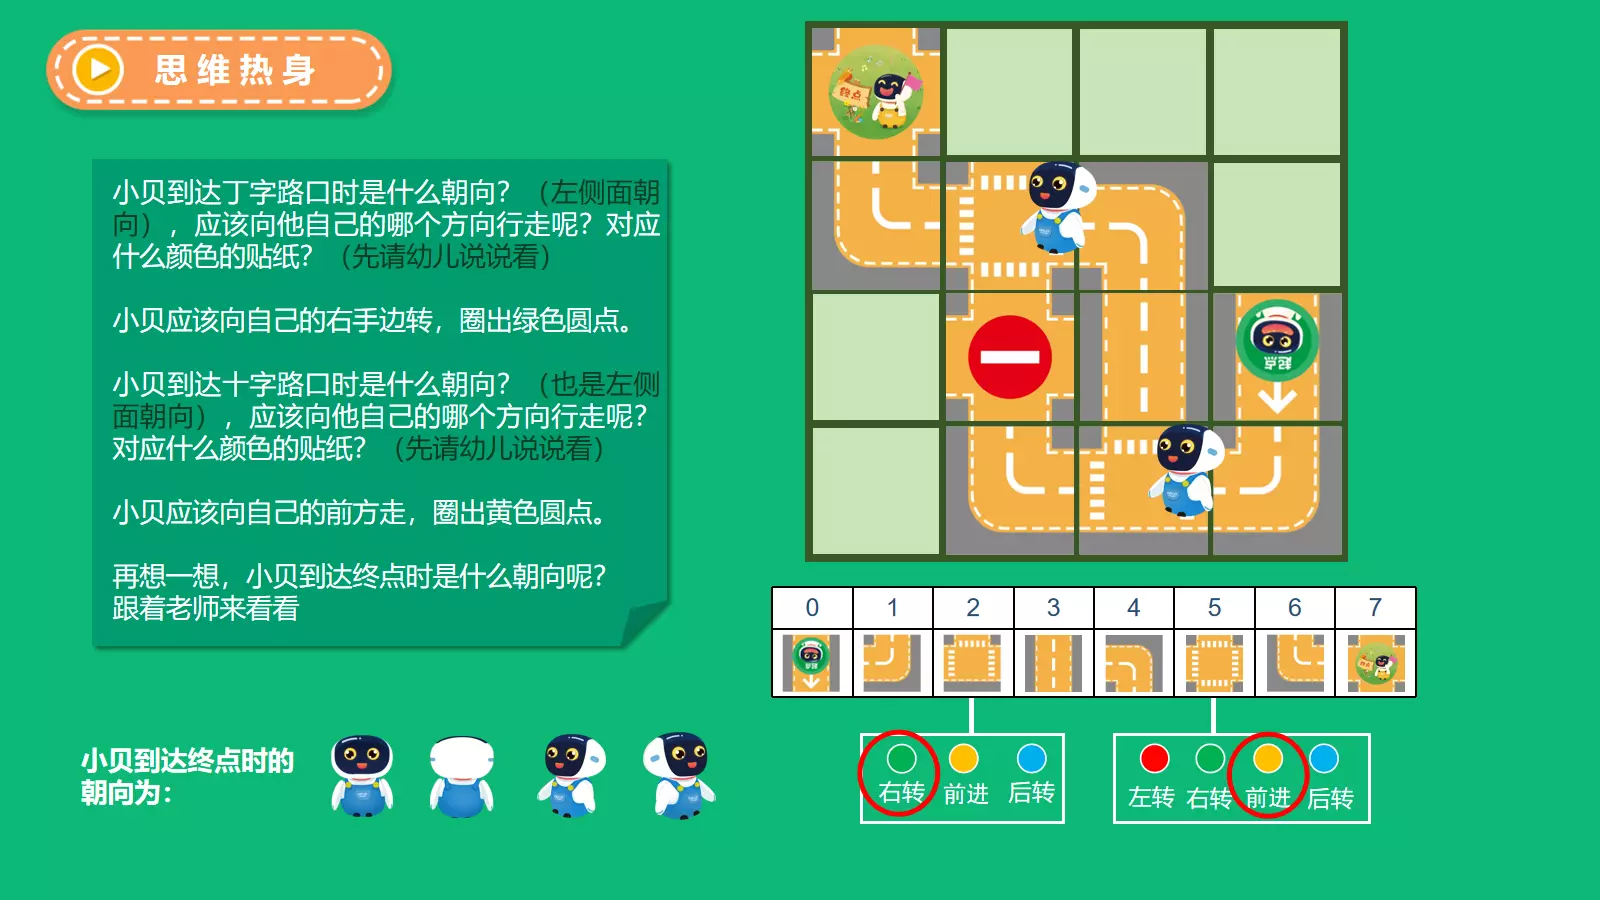 思维热身
小贝到达丁字路口时是什么朝向？（左侧面朝
向），应该向他自己的哪个方向行走呢？对应
什么颜色的贴纸？（先请幼儿说说看）
小贝应该向自己的右手边转，圈出绿色圆点。
小贝到达十字路口时是什么朝向？（也是左侧
面朝向），应该向他自己的哪个方向行走呢？
对应什么颜色的贴纸？（先请幼儿说说看）
小贝应该向自己的前方走，圈出黄色圆点。
再想一想，小贝到达终点时是什么朝向呢？
跟着老师来看看
小贝到达终点时的
朝向为：
终点
起点
0 1 2 3 4 5 6 7
右转 前进 后转
左转 右转 前进 后转